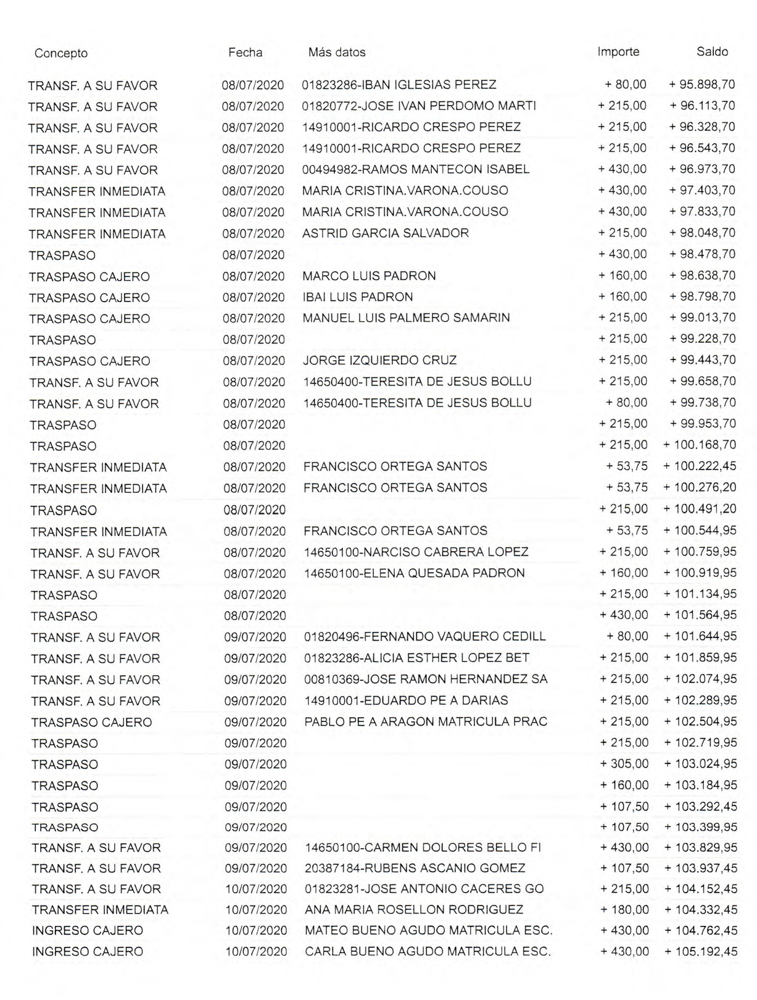 Concepto Fecha Más datos Importe Saldo
TRANSF. A SU FAVOR 08/07/2020 01823286-IBAN IGLESIAS PEREZ + 80,00 + 95.898,70
TRANSF. A SU FAVOR 08/07/2020 01820772-JOSE IVAN PERDOMO MARTI + 215,00 + 96.113,70
TRANSF. A SU FAVOR 08/07/2020 14910001-RICARDO CRESPO PEREZ + 215,00 + 96.328,70
TRANSF. A SU FAVOR 08/07/2020 14910001-RICARDO CRESPO PEREZ + 215,00 + 96.543,70
TRANSF. A SU FAVOR 08/07/2020 00494982-RAMOS MANTECON ISABEL + 430,00 + 96.973,70
TRANSFER INMEDIATA 08/07/2020 MARIA CRISTINA.VARONA.COUSO + 430,00 + 97.403,70
TRANSFER INMEDIATA 08/07/2020 MARIA CRISTINA.VARONA.COUSO + 430,00 + 97.833,70
TRANSFER INMEDIATA 08/07/2020 ASTRID GARCIA SALVADOR + 215,00 + 98.048,70
TRASPASO 08/07/2020 + 430,00 + 98.478,70
TRASPASO CAJERO 08/07/2020 MARCO LUIS PADRON + 160,00 + 98.638,70
TRASPASO CAJERO 08/07/2020 IBAI LUIS PADRON + 160,00 + 98.798,70
TRASPASO CAJERO 08/07/2020 MANUEL LUIS PALMERO SAMARIN + 215,00 + 99.013,70
TRASPASO 08/07/2020 + 215,00 + 99.228,70
TRASPASO CAJERO 08/07/2020 JORGE IZQUIERDO CRUZ + 215,00 + 99.443,70
TRANSF. A SU FAVOR 08/07/2020 14650400-TERESITA DE JESUS BOLLU + 215,00 + 99.658,70
TRANSF. A SU FAVOR 08/07/2020 14650400-TERESITA DE JESUS BOLLU + 80,00 + 99.738,70
TRASPASO 08/07/2020 + 215,00 + 99.953,70
TRASPASO 08/07/2020 + 215,00 + 100.168,70
TRANSFER INMEDIATA 08/07/2020 FRANCISCO ORTEGA SANTOS + 53,75 + 100.222,45
TRANSFER INMEDIATA 08/07/2020 FRANCISCO ORTEGA SANTOS + 53,75 + 100.276,20
TRASPASO 08/07/2020 + 215,00 + 100.491,20
TRANSFER INMEDIATA 08/07/2020 FRANCISCO ORTEGA SANTOS + 53,75 + 100.544,95
TRANSF. A SU FAVOR 08/07/2020 14650100-NARCISO CABRERA LOPEZ + 215,00 + 100.759,95
TRANSF. A SU FAVOR 08/07/2020 14650100-ELENA QUESADA PADRON + 160,00 + 100.919,95
TRASPASO 08/07/2020 + 215,00 + 101.134,95
TRASPASO 08/07/2020 + 430,00 + 101.564,95
TRANSF. A SU FAVOR 09/07/2020 01820496-FERNANDO VAQUERO CEDILL + 80,00 + 101.644,95
TRANSF. A SU FAVOR 09/07/2020 01823286-ALICIA ESTHER LOPEZ BET + 215,00 + 101.859,95
TRANSF. A SU FAVOR 09/07/2020 00810369-JOSE RAMON HERNANDEZ SA + 215,00 + 102.074,95
TRANSF. A SU FAVOR 09/07/2020 14910001-EDUARDO PE A DARIAS + 215,00 + 102.289,95
TRASPASO CAJERO 09/07/2020 PABLO PE A ARAGON MATRICULA PRAC + 215,00 + 102.504,95
TRASPASO 09/07/2020 + 215,00 + 102.719,95
TRASPASO 09/07/2020 + 305,00 + 103.024,95
TRASPASO 09/07/2020 + 160,00 + 103.184,95
TRASPASO 09/07/2020 + 107,50 + 103.292,45
TRASPASO 09/07/2020 + 107,50 + 103.399,95
TRANSF. A SU FAVOR 09/07/2020 14650100-CARMEN DOLORES BELLO FI + 430,00 + 103.829,95
TRANSF. A SU FAVOR 09/07/2020 20387184-RUBENS ASCANIO GOMEZ + 107,50 + 103.937,45
TRANSF. A SU FAVOR 10/07/2020 01823281-JOSE ANTONIO CACERES GO + 215,00 + 104.152,45
TRANSFER INMEDIATA 10/07/2020 ANA MARIA ROSELLON RODRIGUEZ + 180,00 + 104.332,45
INGRESO CAJERO 10/07/2020 MATEO BUENO AGUDO MATRICULA ESC. + 430,00 + 104.762,45
INGRESO CAJERO 10/07/2020 CARLA BUENO AGUDO MATRICULA ESC. + 430,00 + 105.192,45